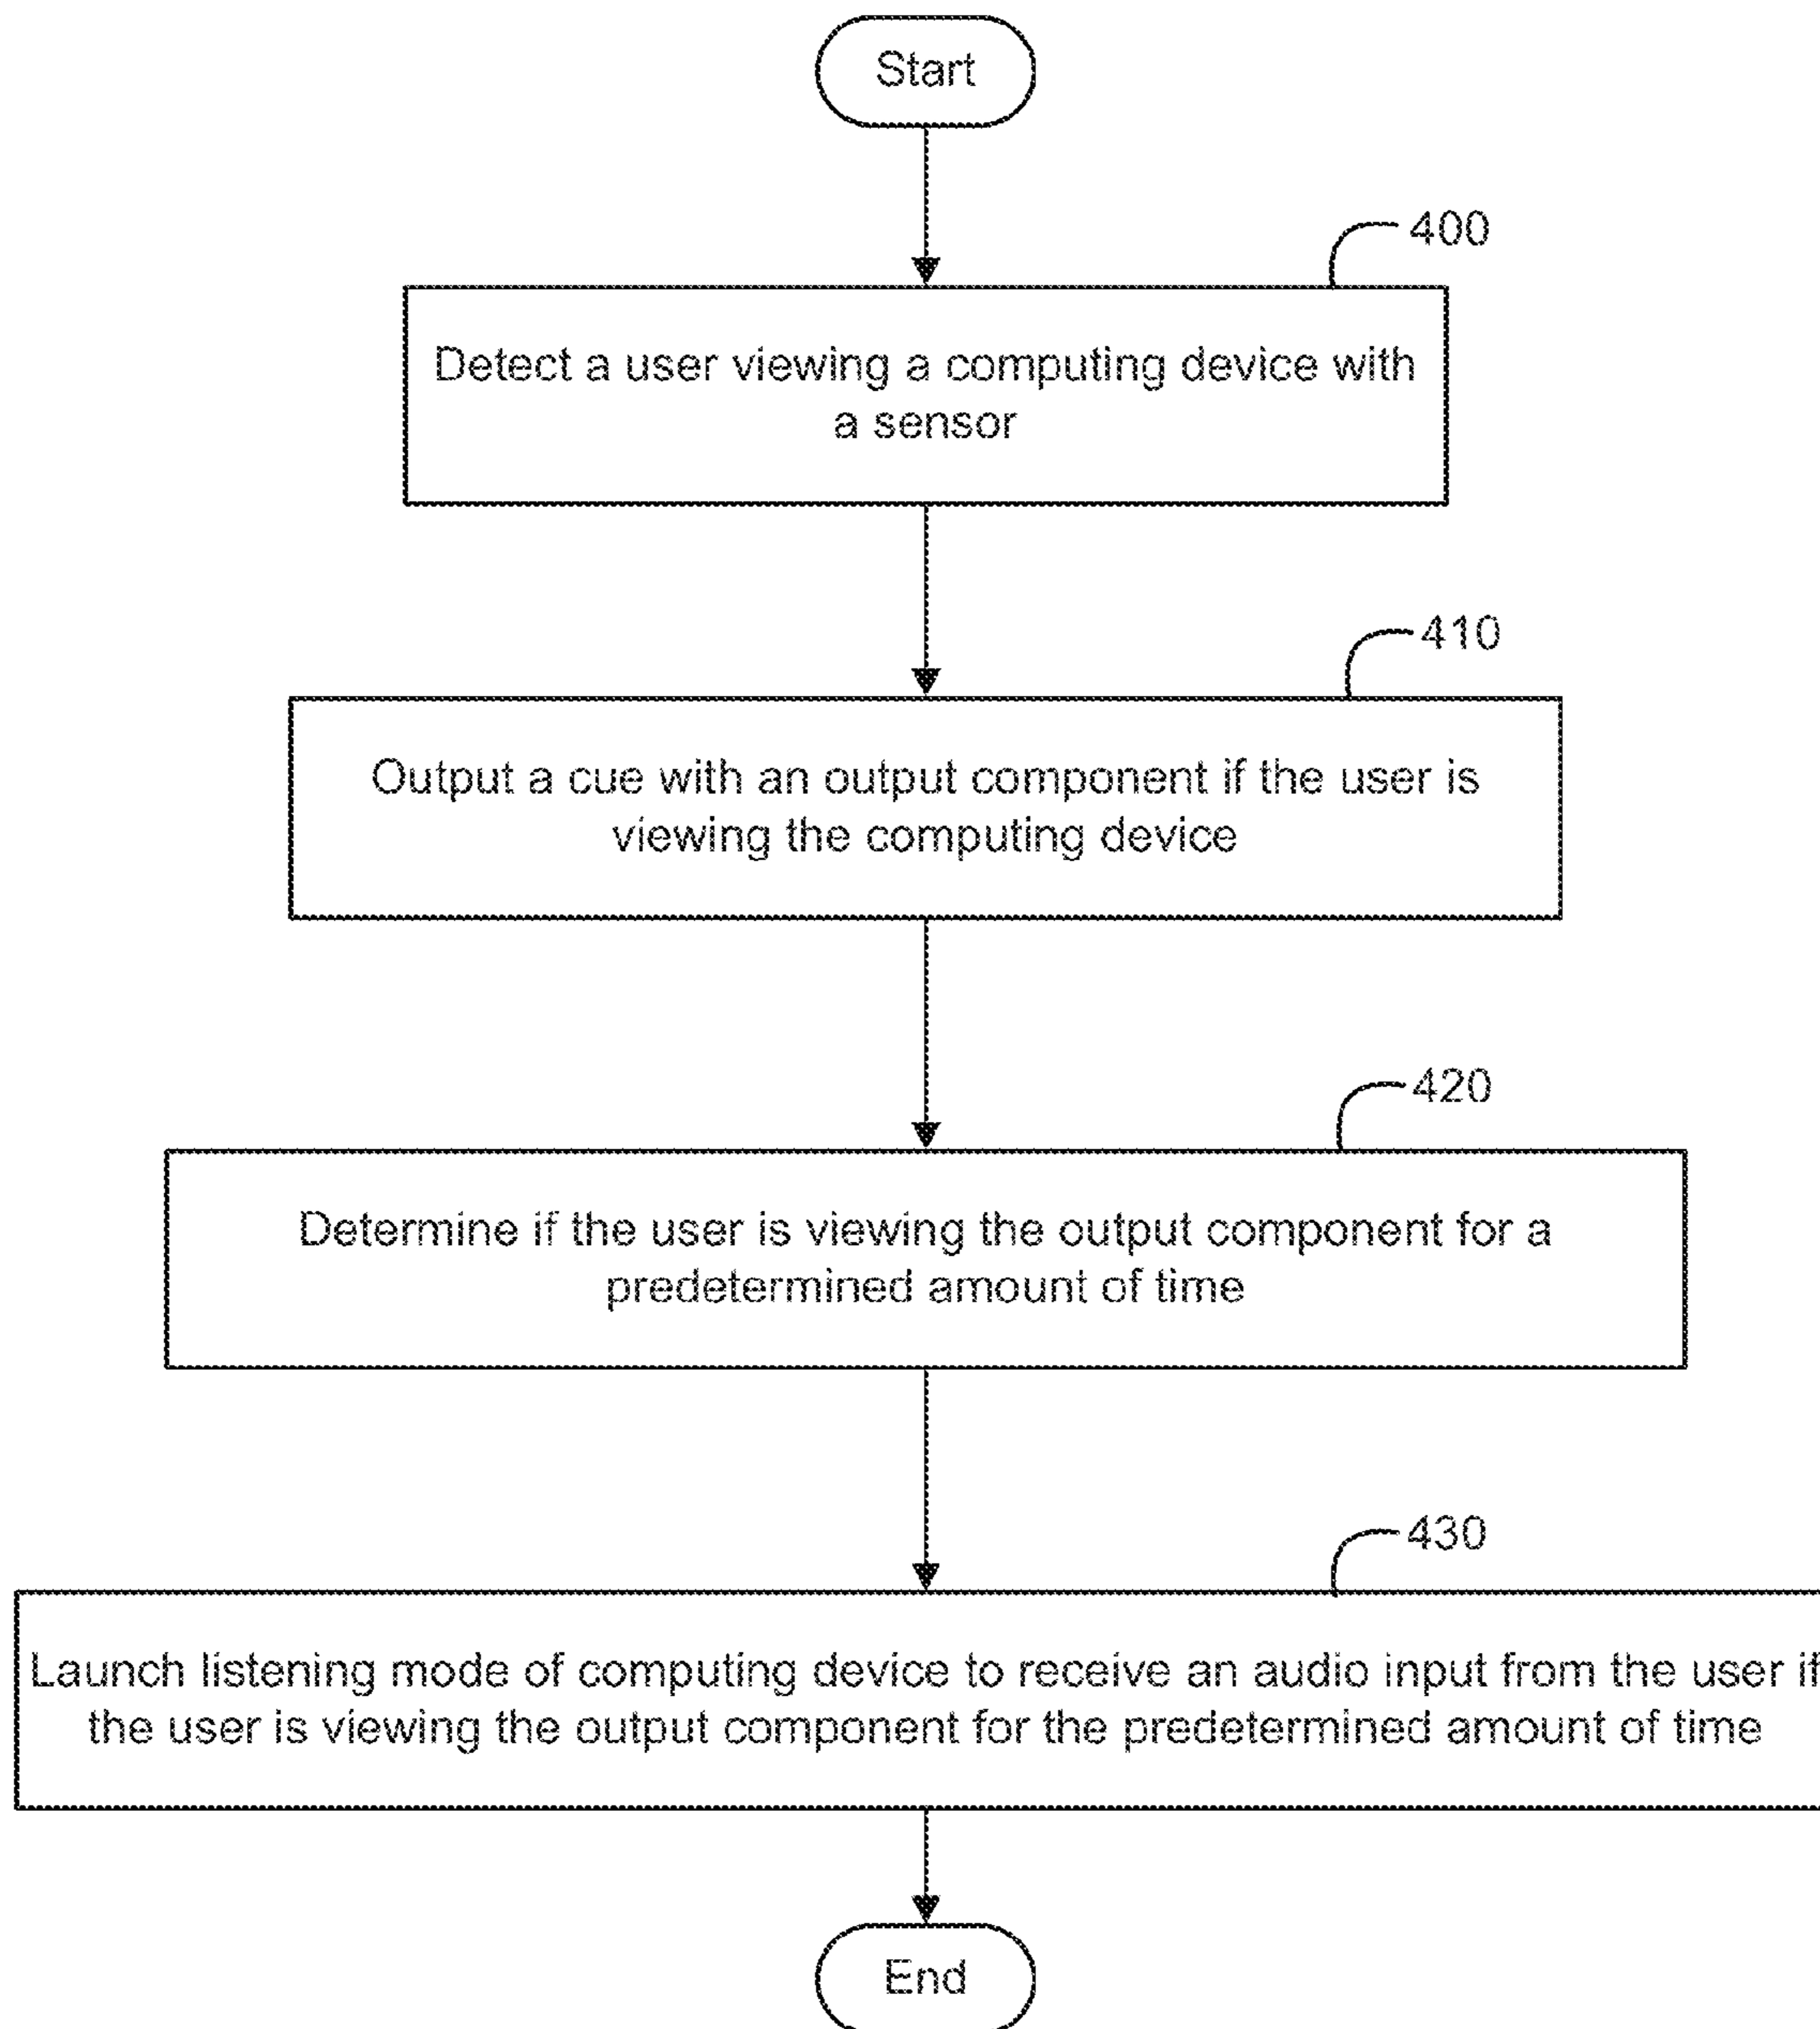 Start
400
Detect a user viewing a computing device with
a sensor
410
Output a cue with an output component if the user is
viewing the computing device
420
Determine if the user is viewing the output component for a
predetermined amount of time
430
Launch listening mode of computing device to receive an audio input from the user if
the user is viewing the output component for the predetermined amount of time
End